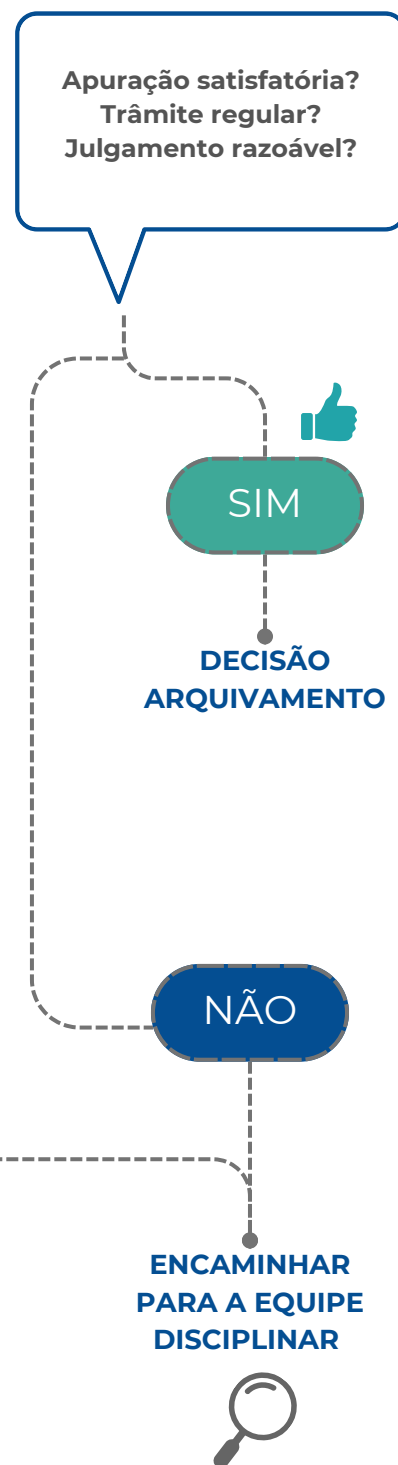 Apuração satisfatória?
Trâmite regular?
Julgamento razoável?
SIM
DECISÃO
ARQUIVAMENTO
NÃO
ENCAMINHAR
PARA A EQUIPE
DISCIPLINAR